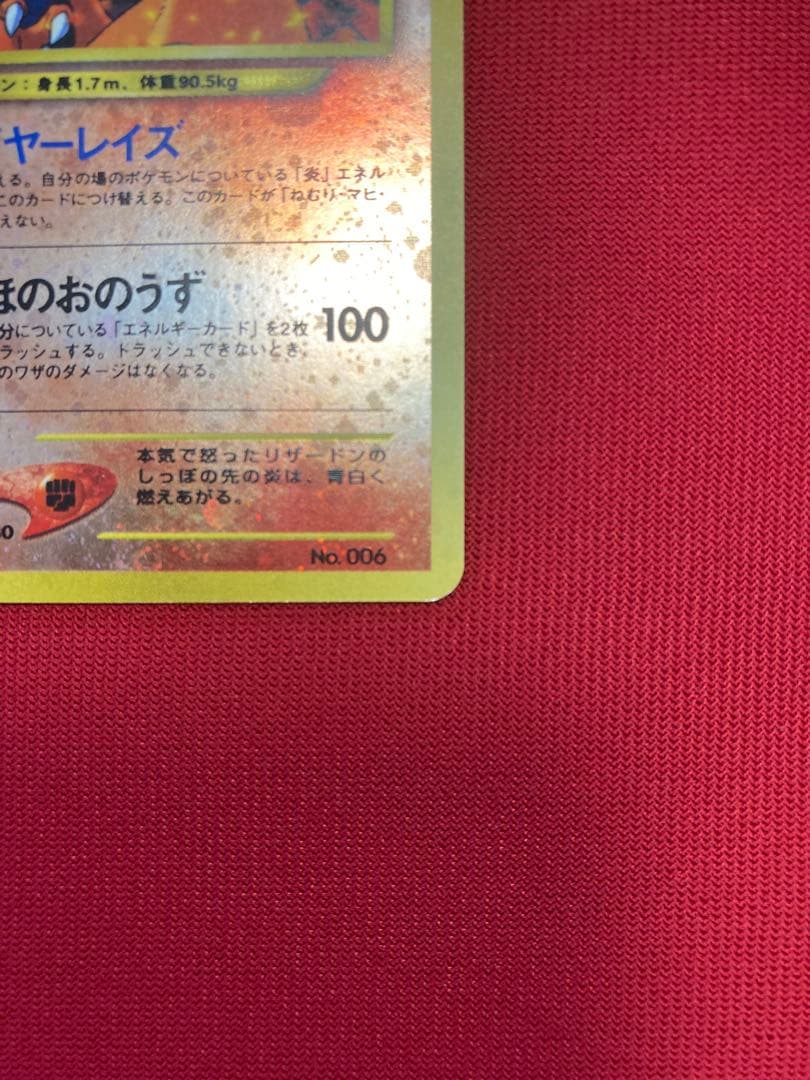 ン：身長1.7m、体重90.5kg
ヤーレイズ
える。自分の場のポケモンについている「炎」エネル
このカードにつけ替える。このカードが「ねむり・マヒ・
えない。
ほのおのうず
100
分についている「エネルギーカード」を2枚
ラッシュする。トラッシュできないとき、
のワザのダメージはなくなる。
本気で怒ったリザードンの
しっぽの先の炎は、青白く
燃えあがる。
No. 006